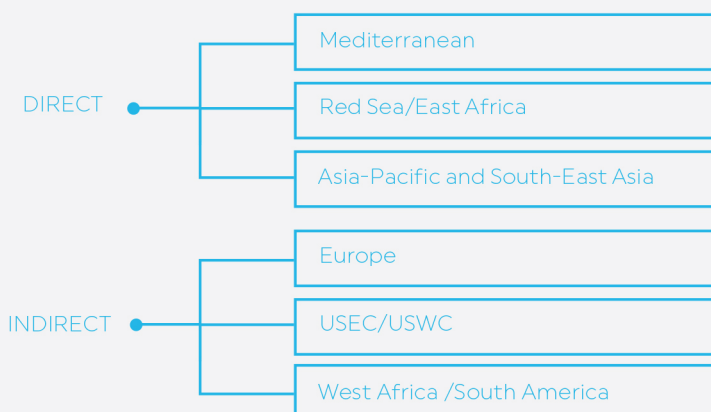 DIRECT
Mediterranean
Red Sea/East Africa
Asia-Pacific and South-East Asia
INDIRECT
Europe
USEC/USWC
West Africa /South America